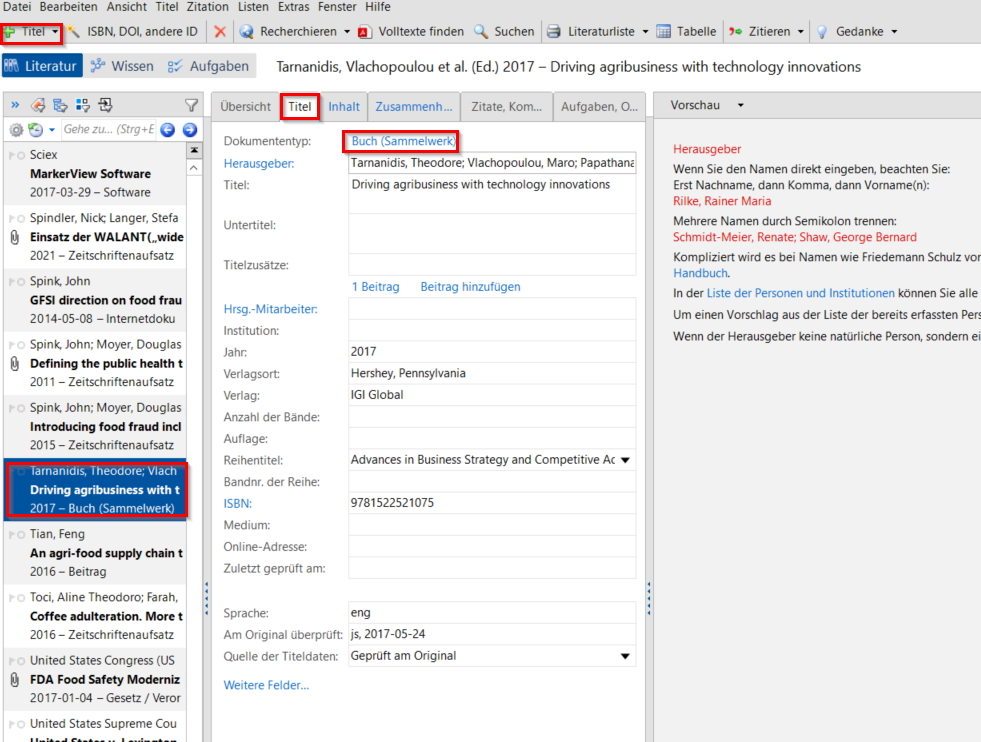 Datei Bearbeiten Ansicht Titel Zitation Listen Extras Fenster Hilfe
Titel ISBN, DOI, andere ID Recherchieren Volltexte finden Suchen Literaturliste Tabelle Zitieren Gedanke
Literatur Wissen Aufgaben Tarnanidis, Vlachopoulou et al. (Ed.) 2017 – Driving agribusiness with technology innovations
Gehe zu... (Strg+E
Sciex
MarkerView Software
2017-03-29 – Software
Spindler, Nick; Langer, Stefa
Einsatz der WALANT(„wide
2021 – Zeitschriftenaufsatz
Spink, John
GFSI direction on food frau
2014-05-08 – Internetdoku
Spink, John; Moyer, Douglas
Defining the public health t
2011 – Zeitschriftenaufsatz
Spink, John; Moyer, Douglas
Introducing food fraud incl
2015 – Zeitschriftenaufsatz
Tarnanidis, Theodore; Vlach
Driving agribusiness with t
2017 – Buch (Sammelwerk)
Tian, Feng
An agri-food supply chain t
2016 – Beitrag
Toci, Aline Theodoro; Farah,
Coffee adulteration. More t
2016 – Zeitschriftenaufsatz
United States Congress (US
FDA Food Safety Moderniz
2017-01-04 – Gesetz / Veror
United States Supreme Cou
United States v. Lexington
Übersicht Titel Inhalt Zusammenh... Zitate, Kom... Aufgaben, O...
Dokumententyp: Buch (Sammelwerk)
Herausgeber: Tarnanidis, Theodore; Vlachopoulou, Maro; Papathana
Titel: Driving agribusiness with technology innovations
Untertitel:
Titelzusätze:
1 Beitrag Beitrag hinzufügen
Hrsg.-Mitarbeiter:
Institution:
Jahr: 2017
Verlagsort: Hershey, Pennsylvania
Verlag: IGI Global
Anzahl der Bände:
Auflage:
Reihentitel: Advances in Business Strategy and Competitive Ac
Bandnr. der Reihe:
ISBN: 9781522521075
Medium:
Online-Adresse:
Zuletzt geprüft am:
Sprache: eng
Am Original überprüft: js, 2017-05-24
Quelle der Titeldaten: Geprüft am Original
Weitere Felder...
Vorschau
Herausgeber
Wenn Sie den Namen direkt eingeben, beachten Sie:
Erst Nachname, dann Komma, dann Vorname(n):
Rilke, Rainer Maria
Mehrere Namen durch Semikolon trennen:
Schmidt-Meier, Renate; Shaw, George Bernard
Kompliziert wird es bei Namen wie Friedemann Schulz von
Handbuch.
In der Liste der Personen und Institutionen können Sie alle
Um einen Vorschlag aus der Liste der bereits erfassten Pers
Wenn der Herausgeber keine natürliche Person, sondern ei